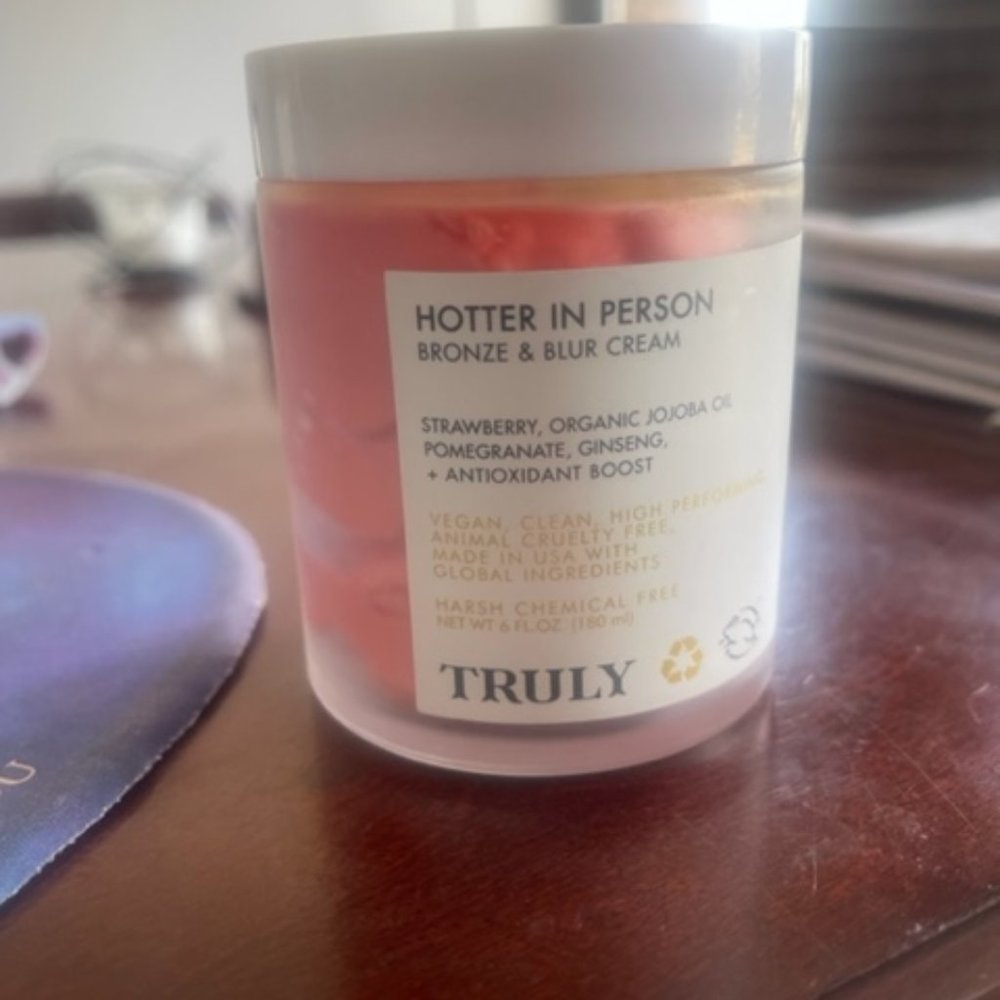 HOTTER IN PERSON
BRONZE & BLUR CREAM
STRAWBERRY, ORGANIC JOJOBA OIL
POMEGRANATE, GINSENG,
+ ANTIOXIDANT BOOST
VEGAN, CLEAN, HIGH PERFORMING,
ANIMAL CRUELTY FREE,
MADE IN USA WITH
GLOBAL INGREDIENTS
HARSH CHEMICAL FREE
NET WT 6 FL.OZ. (180 ml)
TRULY